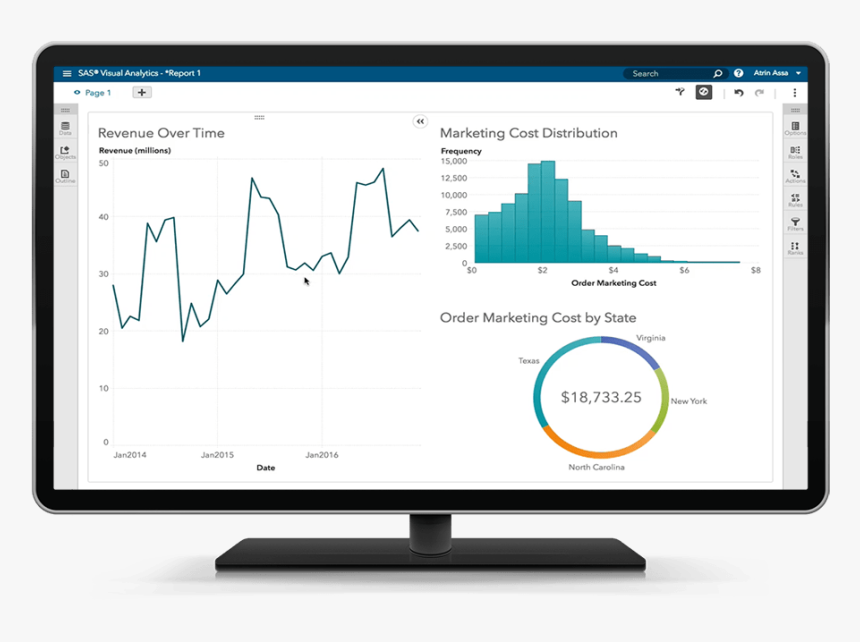 SAS® Visual Analytics - *Report 1
Search
Atrin Assa
Page 1
Data
Objects
Outline
Revenue Over Time
Revenue (millions)
50
40
30
20
10
0
Jan2014 Jan2015 Jan2016
Date
Marketing Cost Distribution
Frequency
15,000
12,500
10,000
7,500
5,000
2,500
0
$0 $2 $4 $6 $8
Order Marketing Cost
Order Marketing Cost by State
Virginia
Texas
$18,733.25
New York
North Carolina
Options
Roles
Actions
Rules
Filters
Ranks